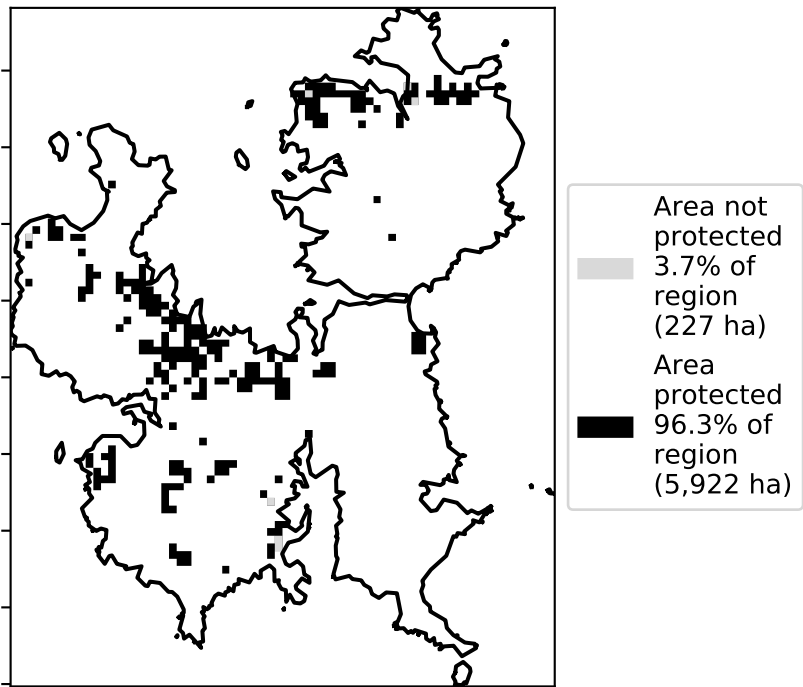 Area not
protected
3.7% of
region
(227 ha)
Area
protected
96.3% of
region
(5,922 ha)